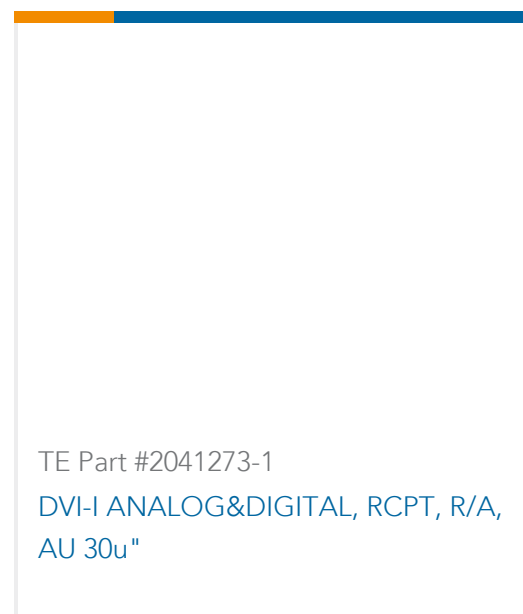 TE Part #2041273-1
DVI-I ANALOG&DIGITAL, RCPT, R/A,
AU 30u"